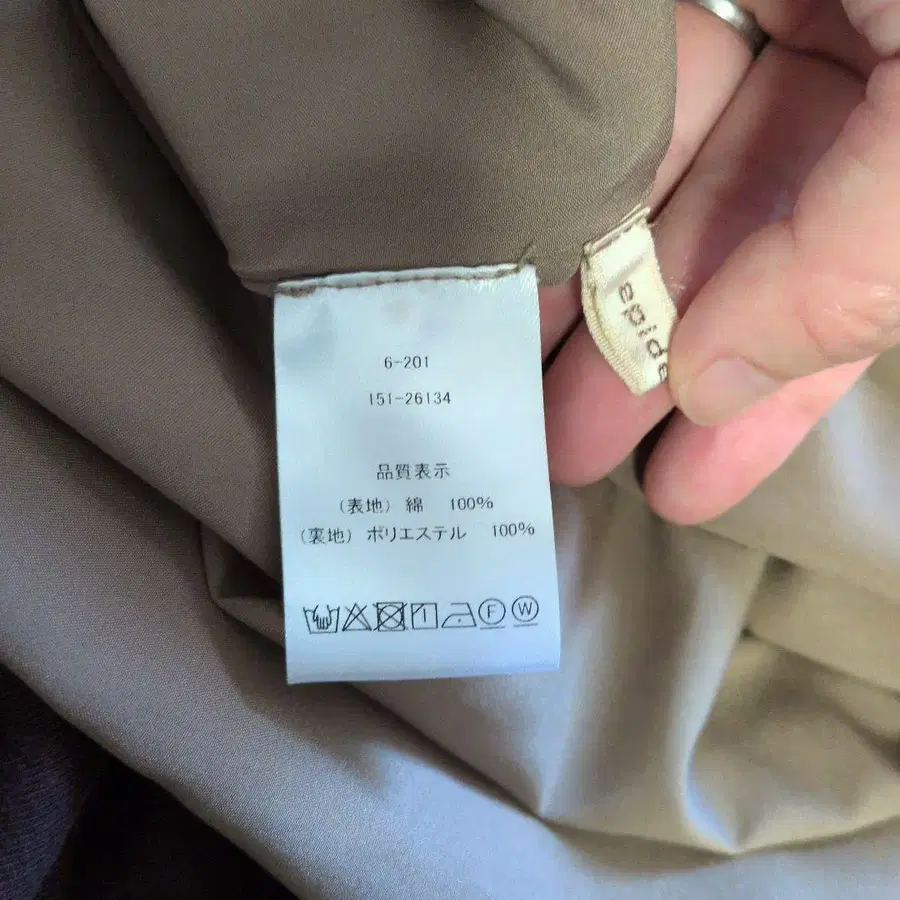 6-201
151-26134
品質表示
(表地) 綿 100%
(裏地) ポリエステル 100%
F W